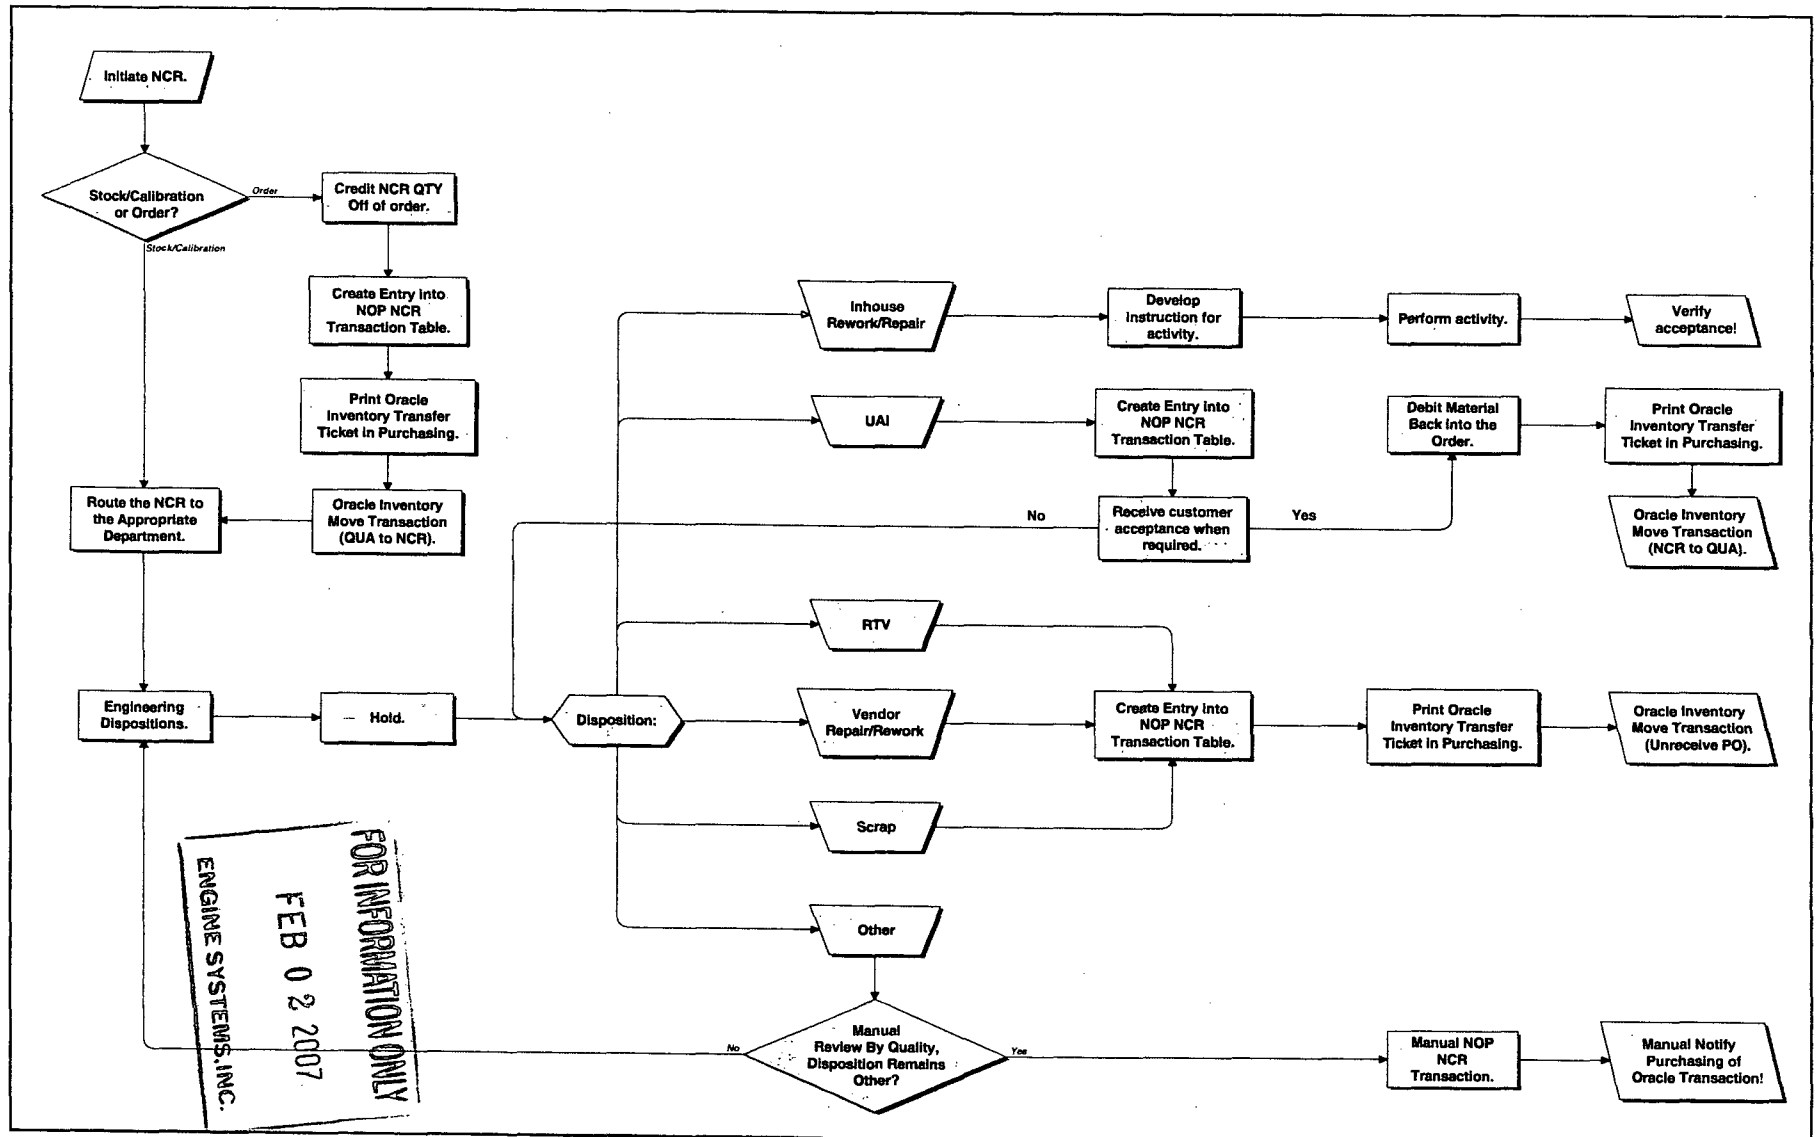 Initiate NCR.
Stock/Calibration
or Order?
Order
Stock/Calibration
Credit NCR QTY
Off of order.
Create Entry into
NOP NCR
Transaction Table.
Print Oracle
Inventory Transfer
Ticket in Purchasing.
Oracle Inventory
Move Transaction
(QUA to NCR).
Route the NCR to
the Appropriate
Department.
Engineering
Dispositions.
Hold.
Disposition:
Inhouse
Rework/Repair
Develop
Instruction for
activity.
Perform activity.
Verify
acceptance!
UAI
Create Entry into
NOP NCR
Transaction Table.
Receive customer
acceptance when
required.
No
Yes
Debit Material
Back into the
Order.
Print Oracle
Inventory Transfer
Ticket in Purchasing.
Oracle Inventory
Move Transaction
(NCR to QUA).
RTV
Vendor
Repair/Rework
Scrap
Create Entry into
NOP NCR
Transaction Table.
Print Oracle
Inventory Transfer
Ticket in Purchasing.
Oracle Inventory
Move Transaction
(Unreceive PO).
Other
Manual
Review By Quality,
Disposition Remains
Other?
No
Yes
Manual NOP
NCR
Transaction.
Manual Notify
Purchasing of
Oracle Transaction!
FOR INFORMATION ONLY
FEB 02 2007
ENGINE SYSTEMS, INC.